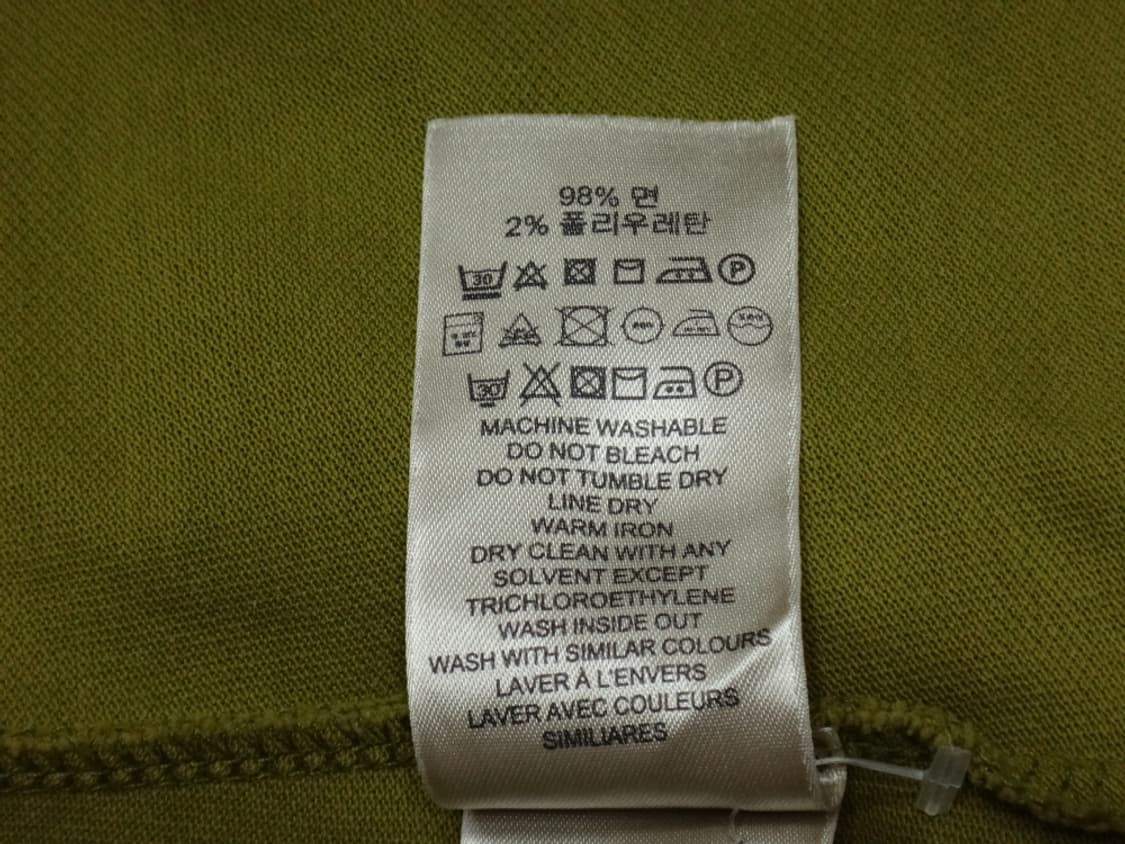 98% 면
2% 폴리우레탄
30 P
30 P
MACHINE WASHABLE
DO NOT BLEACH
DO NOT TUMBLE DRY
LINE DRY
WARM IRON
DRY CLEAN WITH ANY
SOLVENT EXCEPT
TRICHLOROETHYLENE
WASH INSIDE OUT
WASH WITH SIMILAR COLOURS
LAVER À L'ENVERS
LAVER AVEC COULEURS
SIMILIARES